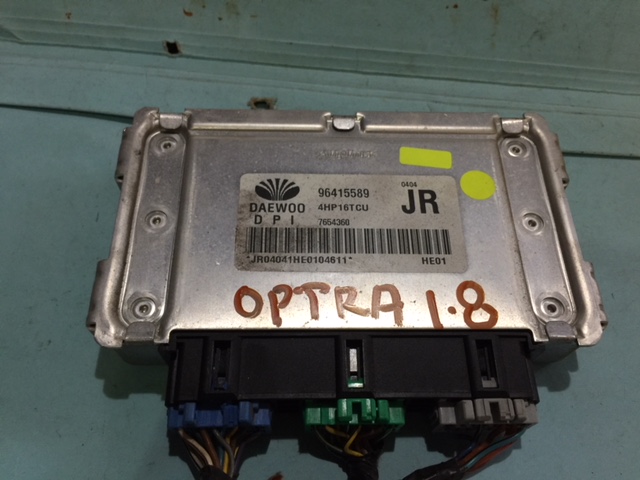 96415589
0404
DAEWOO
4HP16TCU
JR
D P I
7654360
*JR04041HE0104611*
HE01
OPTRA 1.8